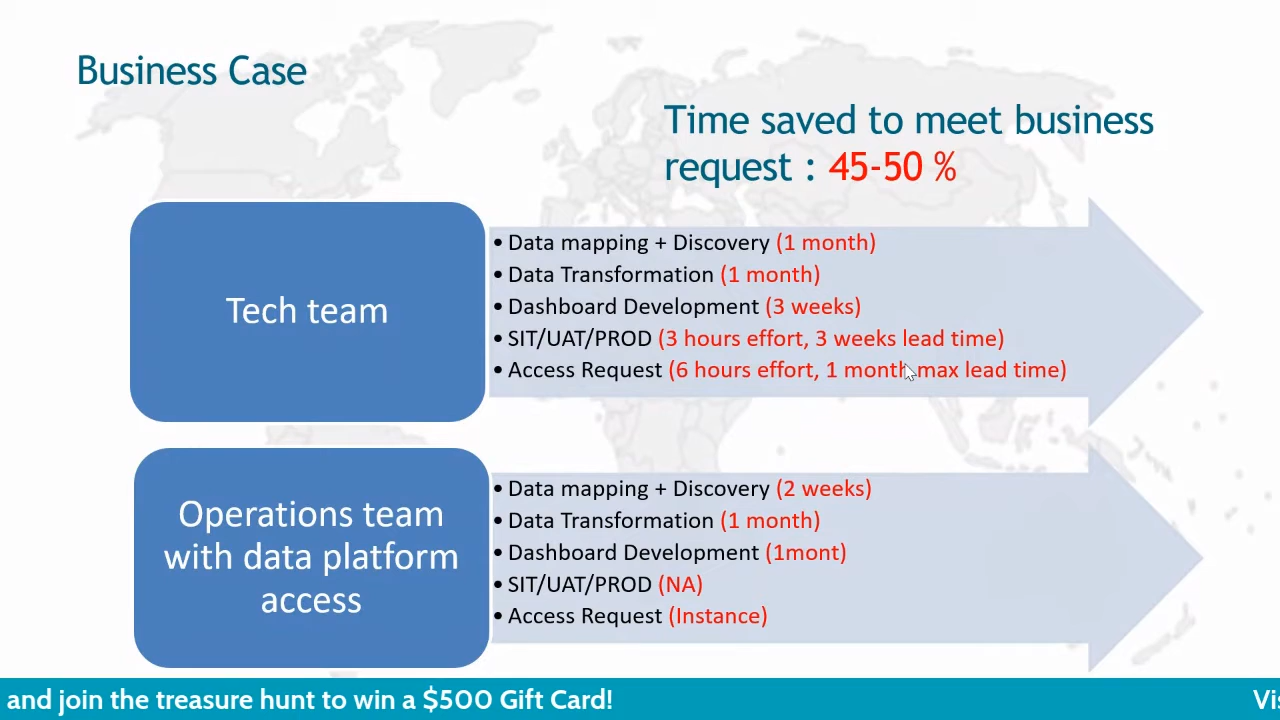 Business Case
Time saved to meet business
request : 45-50 %
Tech team
• Data mapping + Discovery (1 month)
• Data Transformation (1 month)
• Dashboard Development (3 weeks)
• SIT/UAT/PROD (3 hours effort, 3 weeks lead time)
• Access Request (6 hours effort, 1 month max lead time)
Operations team
with data platform
access
• Data mapping + Discovery (2 weeks)
• Data Transformation (1 month)
• Dashboard Development (1mont)
• SIT/UAT/PROD (NA)
• Access Request (Instance)
and join the treasure hunt to win a $500 Gift Card!